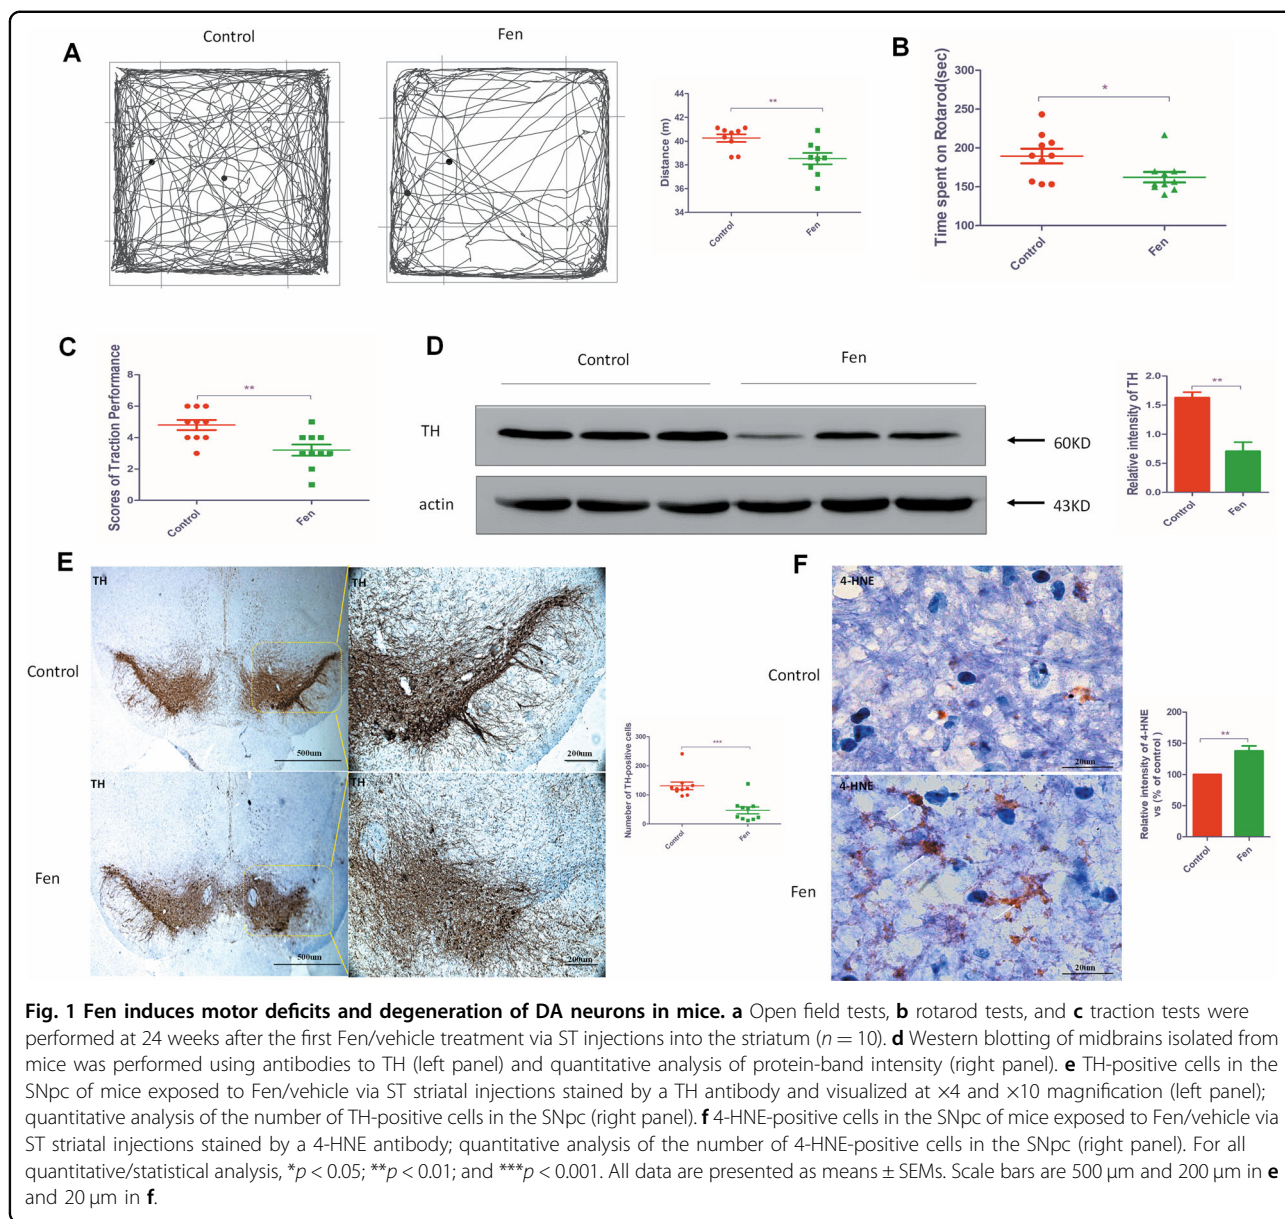 A
Control
Fen
44
42
40
38
36
34
Distance (m)
**
Control
Fen
B
300
250
200
150
100
Time spent on Rotarod(sec)
*
Control
Fen
C
8
6
4
2
0
Scores of Traction Performance
**
Control
Fen
D
Control
Fen
TH
60KD
actin
43KD
2.0
1.5
1.0
0.5
0.0
Relative intensity of TH
**
Control
Fen
E
TH
TH
Control
500um
200um
TH
TH
Fen
500um
200um
300
200
100
0
Numeber of TH-positive cells
***
Control
Fen
F
4-HNE
Control
20um
4-HNE
Fen
20um
200
150
100
50
0
Relative intensity of 4-HNE
vs (% of control )
**
Control
Fen
Fig. 1 Fen induces motor deficits and degeneration of DA neurons in mice. a Open field tests, b rotarod tests, and c traction tests were
performed at 24 weeks after the first Fen/vehicle treatment via ST injections into the striatum (n = 10). d Western blotting of midbrains isolated from
mice was performed using antibodies to TH (left panel) and quantitative analysis of protein-band intensity (right panel). e TH-positive cells in the
SNpc of mice exposed to Fen/vehicle via ST striatal injections stained by a TH antibody and visualized at ×4 and ×10 magnification (left panel);
quantitative analysis of the number of TH-positive cells in the SNpc (right panel). f 4-HNE-positive cells in the SNpc of mice exposed to Fen/vehicle via
ST striatal injections stained by a 4-HNE antibody; quantitative analysis of the number of 4-HNE-positive cells in the SNpc (right panel). For all
quantitative/statistical analysis, *p < 0.05; **p < 0.01; and ***p < 0.001. All data are presented as means ± SEMs. Scale bars are 500 μm and 200 μm in e
and 20 μm in f.